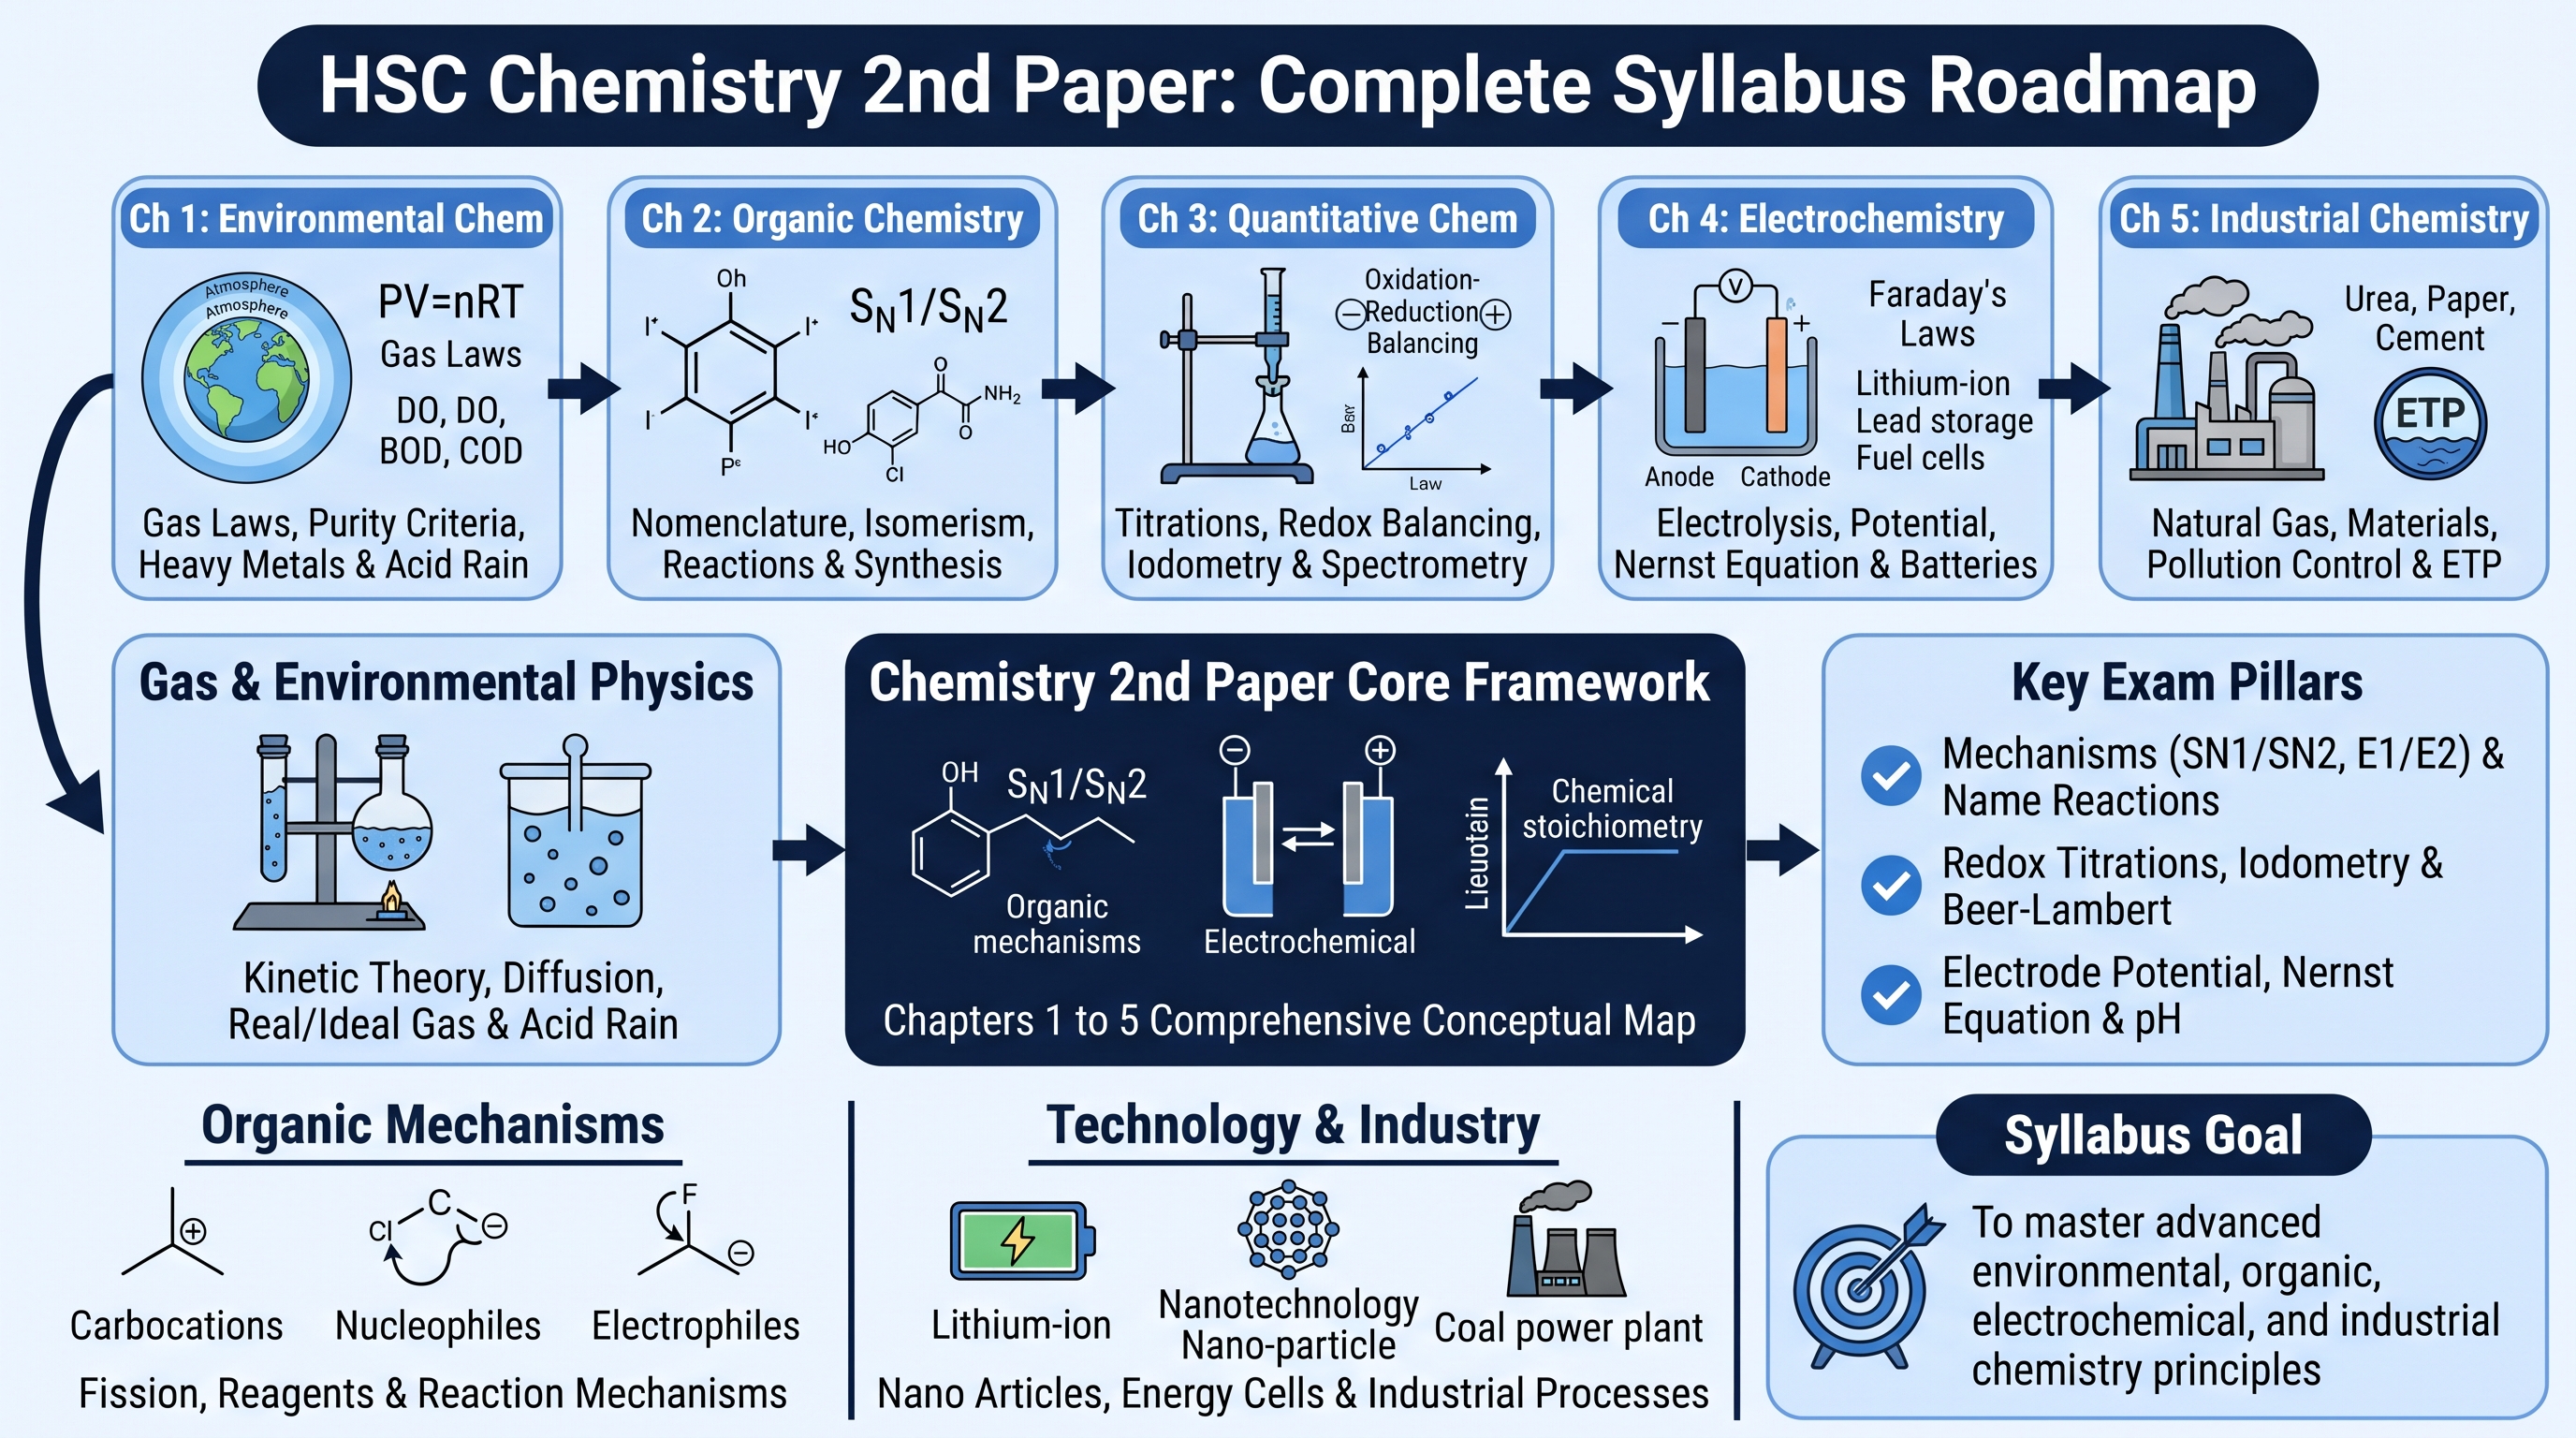 HSC Chemistry 2nd Paper: Complete Syllabus Roadmap
Ch 1: Environmental Chem
Atmosphere
Atmosphere
PV=nRT
Gas Laws
DO, DO,
BOD, COD
Gas Laws, Purity Criteria,
Heavy Metals & Acid Rain
Ch 2: Organic Chemistry
Oh
SN1/SN2
O
NH2
O
HO
Cl
Nomenclature, Isomerism,
Reactions & Synthesis
Ch 3: Quantitative Chem
Oxidation-
Reduction
Balancing
Law
Titrations, Redox Balancing,
Iodometry & Spectrometry
Ch 4: Electrochemistry
V
− +
Anode Cathode
Faraday's
Laws
Lithium-ion
Lead storage
Fuel cells
Electrolysis, Potential,
Nernst Equation & Batteries
Ch 5: Industrial Chemistry
Urea, Paper,
Cement
ETP
Natural Gas, Materials,
Pollution Control & ETP
Gas & Environmental Physics
Kinetic Theory, Diffusion,
Real/Ideal Gas & Acid Rain
Chemistry 2nd Paper Core Framework
OH
SN1/SN2
Organic
mechanisms
− +
Electrochemical
Lieuotain
Chemical
stoichiometry
Chapters 1 to 5 Comprehensive Conceptual Map
Key Exam Pillars
Mechanisms (SN1/SN2, E1/E2) &
Name Reactions
Redox Titrations, Iodometry &
Beer-Lambert
Electrode Potential, Nernst
Equation & pH
Organic Mechanisms
+
Carbocations
Cl C −
Nucleophiles
F
−
Electrophiles
Fission, Reagents & Reaction Mechanisms
Technology & Industry
Lithium-ion
Nanotechnology
Nano-particle
Coal power plant
Nano Articles, Energy Cells & Industrial Processes
Syllabus Goal
To master advanced
environmental, organic,
electrochemical, and industrial
chemistry principles